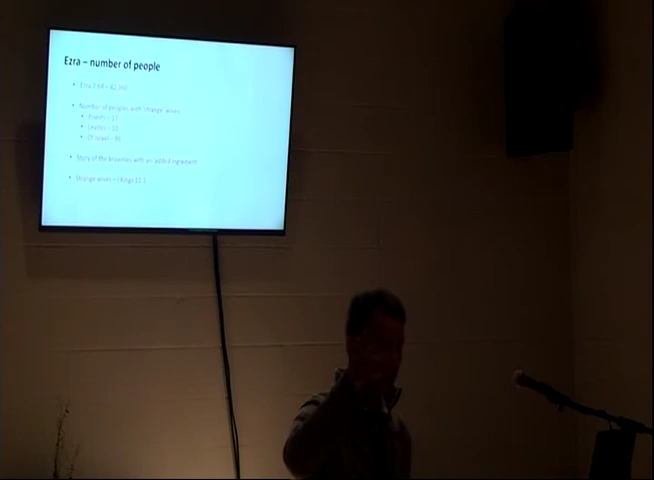 Ezra – number of people
Ezra 2:64 – 42,360
Number of peoples with 'strange' wives
Priests – 17
Levites – 10
Of Israel – 86
Story of the brownies with an 'added' ingredient
Strange wives – I Kings 11:1